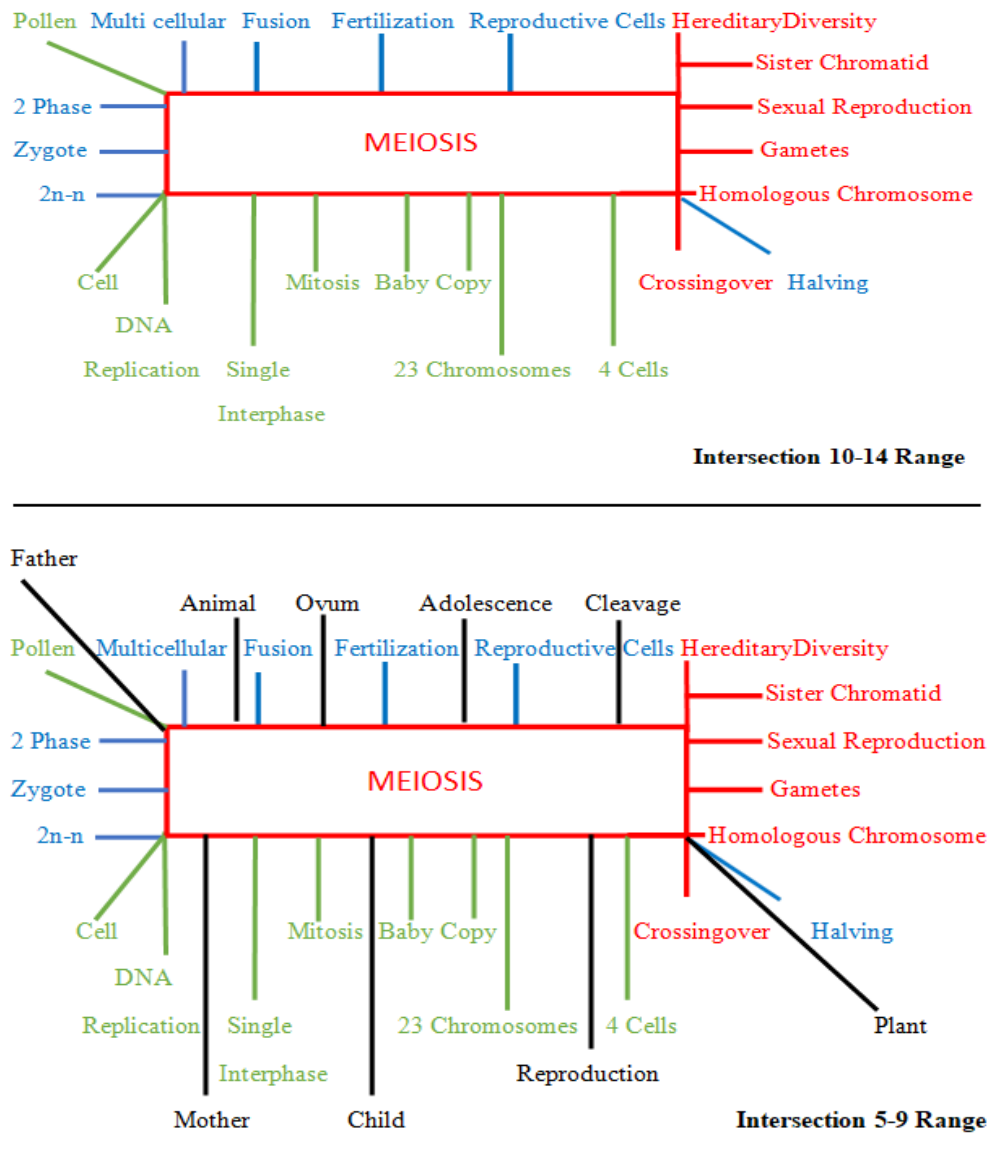 Pollen Multi cellular Fusion Fertilization Reproductive Cells HereditaryDiversity
Sister Chromatid
2 Phase Sexual Reproduction
MEIOSIS
Zygote Gametes
2n-n Homologous Chromosome
Cell Mitosis Baby Copy Crossingover Halving
DNA
Replication Single 23 Chromosomes 4 Cells
Interphase
Intersection 10-14 Range
Father
Animal Ovum Adolescence Cleavage
Pollen Multicellular Fusion Fertilization Reproductive Cells HereditaryDiversity
Sister Chromatid
2 Phase Sexual Reproduction
MEIOSIS
Zygote Gametes
2n-n Homologous Chromosome
Cell Mitosis Baby Copy Crossingover Halving
DNA
Replication Single 23 Chromosomes 4 Cells Plant
Interphase Reproduction
Mother Child Intersection 5-9 Range